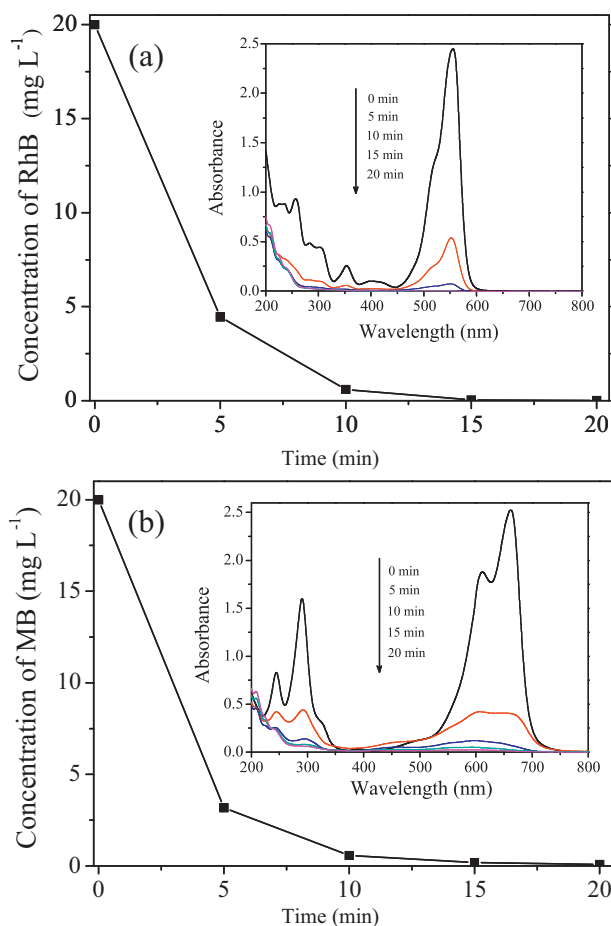 (a)
Concentration of RhB (mg L-1)
20
15
10
5
0
0 5 10 15 20
Time (min)
Absorbance
2.5
2.0
1.5
1.0
0.5
0.0
0 min
5 min
10 min
15 min
20 min
200 300 400 500 600 700 800
Wavelength (nm)
(b)
Concentration of MB (mg L-1)
20
15
10
5
0
0 5 10 15 20
Time (min)
Absorbance
2.5
2.0
1.5
1.0
0.5
0.0
0 min
5 min
10 min
15 min
20 min
200 300 400 500 600 700 800
Wavelength (nm)